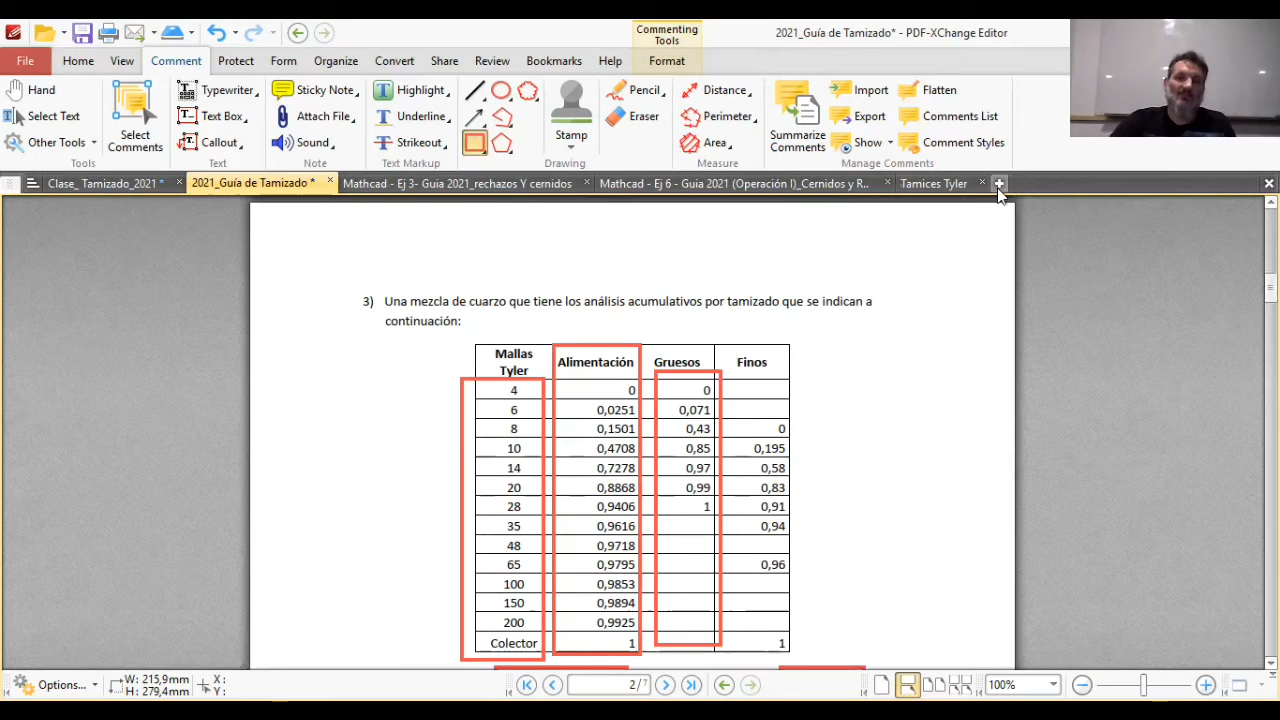 Commenting Tools
2021_Guía de Tamizado* - PDF-XChange Editor
File Home View Comment Protect Form Organize Convert Share Review Bookmarks Help Format
Hand Typewriter Sticky Note Highlight Pencil Distance Import Flatten
Select Text Text Box Attach File Underline Eraser Perimeter Export Comments List
Other Tools Select Comments Callout Sound Strikeout Stamp Area Summarize Comments Show Comments Styles
Tools Text Note Text Markup Drawing Measure Manage Comments
Clase_ Tamizado_2021 * 2021_Guía de Tamizado * Mathcad - Ej 3- Guia 2021_rechazos Y cernidos Mathcad - Ej 6 - Guia 2021 (Operación I)_Cernidos y R... Tamices Tyler
3) Una mezcla de cuarzo que tiene los análisis acumulativos por tamizado que se indican a
continuación:
Mallas Tyler Alimentación Gruesos Finos
4 0 0
6 0,0251 0,071
8 0,1501 0,43 0
10 0,4708 0,85 0,195
14 0,7278 0,97 0,58
20 0,8868 0,99 0,83
28 0,9406 1 0,91
35 0,9616 0,94
48 0,9718
65 0,9795 0,96
100 0,9853
150 0,9894
200 0,9925
Colector 1 1
Options... W: 215,9mm X: 2/7 100%
H: 279,4mm Y: